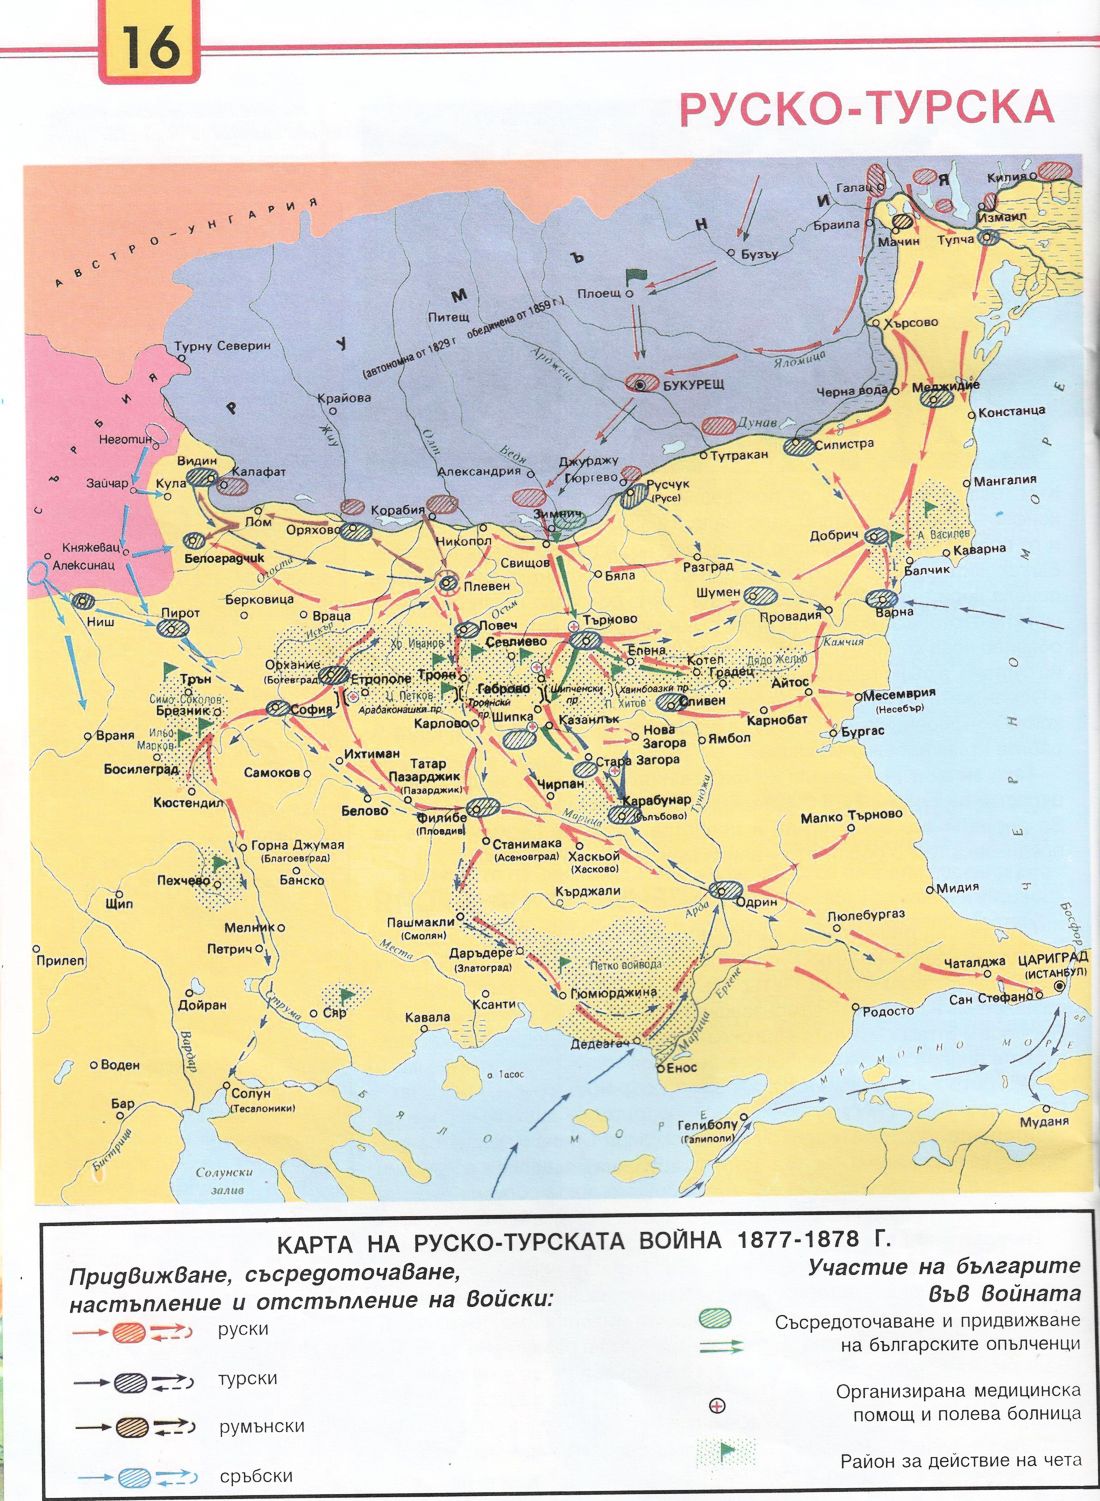 16
РУСКО-ТУРСКА
АВСТРО-УНГАРИЯ
РУМЪНИЯ
(автономна от 1829 г обединена от 1859 г.)
СЪРБИЯ
ЧЕРНО МОРЕ
Галац
Килия
Браила
Измаил
Мачин
Тулча
Бузъу
Плоещ
Питещ
Хърсово
Турну Северин
Арджеш
Яломица
БУКУРЕЩ
Черна вода
Меджидие
Крайова
Констанца
Жиу
Олт
Ведя
Дунав
Неготин
Видин
Калафат
Александрия
Джурджу
Гюргево
Тутракан
Силистра
Зайчар
Кула
Русчук
(Русе)
Мангалия
Лом
Оряхово
Корабия
Зимнич
Никопол
Добрич
А. Василев
Каварна
Княжевац
Алексинац
Белоградчик
Свищов
Балчик
Огоста
Плевен
Бяла
Разград
Ниш
Пирот
Берковица
Враца
Осъм
Шумен
Провадия
Варна
Искър
Хр. Иванов
Ловеч
Търново
Севлиево
Камчия
Орхание
(Ботевград)
Елена
Котел
Дядо Желър
Трън
Етрополе
Троян
Градец
Симо Соколов
Ц. Петков
Габрово
Шипченски
пр.
Хаинбоазки пр.
Айтос
Брезник
София
Арабаконашки пр.
Троянски
пр.
П. Хитов
Сливен
Месемврия
(Несебър)
Карлово
Шипка
Казанлък
Карнобат
Враня
Ильо
Марков
Нова
Загора
Ямбол
Бургас
Босилеград
Самоков
Ихтиман
Татар
Пазарджик
(Пазарджик)
Стара Загора
Кюстендил
Чирпан
Белово
Карабунар
(Гълъбово)
Тунджа
Марица
Филибе
(Пловдив)
Малко Търново
Горна Джумая
(Благоевград)
Станимака
(Асеновград)
Хаскьой
(Хасково)
Пехчево
Банско
Кърджали
Арда
Одрин
Мидия
Щип
Люлебургаз
Босфор
Мелник
Пашмакли
(Смолян)
Петрич
Места
Даръдере
(Златоград)
Прилеп
Чаталджа
ЦАРИГРАД
(ИСТАНБУЛ)
Петко войвода
Ергене
Гюмюрджина
Сан Стефано
Дойран
Струма
Сяр
Ксанти
Родосто
Кавала
Вардар
Дедеагач
Марица
Воден
о. Тасос
Енос
МРАМОРНО МОРЕ
Солун
(Тесалоники)
Бар
БЯЛО МОРЕ
Гелиболу
(Галиполи)
Муданя
Бистрица
Солунски
залив
КАРТА НА РУСКО-ТУРСКАТА ВОЙНА 1877-1878 Г.
Придвижване, съсредоточаване,
настъпление и отстъпление на войски:
руски
турски
румънски
сръбски
Участие на българите
във войната
Съсредоточаване и придвижване
на българските опълченци
Организирана медицинска
помощ и полева болница
Район за действие на чета